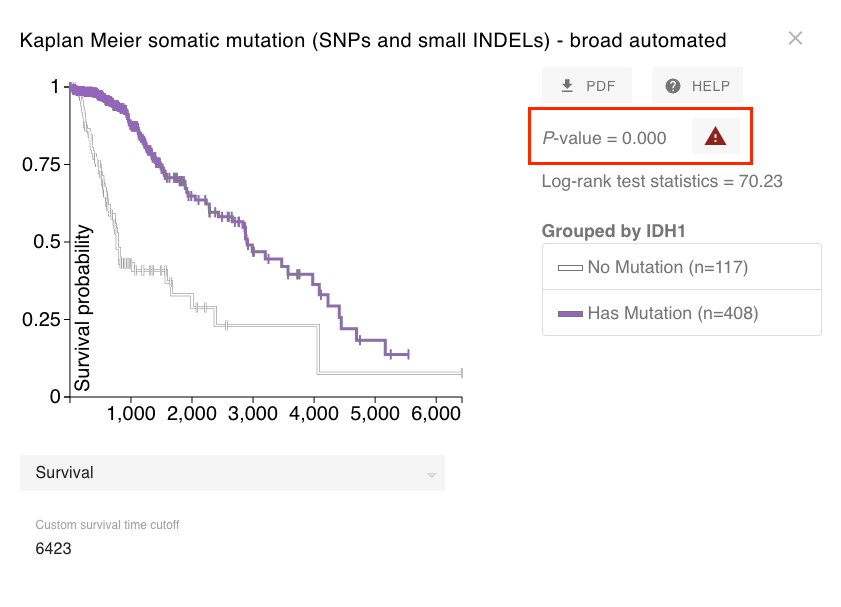 Kaplan Meier somatic mutation (SNPs and small INDELs) - broad automated
PDF
HELP
P-value = 0.000
Log-rank test statistics = 70.23
Grouped by IDH1
No Mutation (n=117)
Has Mutation (n=408)
1
0.75
0.5
0.25
0
Survival probability
1,000 2,000 3,000 4,000 5,000 6,000
Survival
Custom survival time cutoff
6423